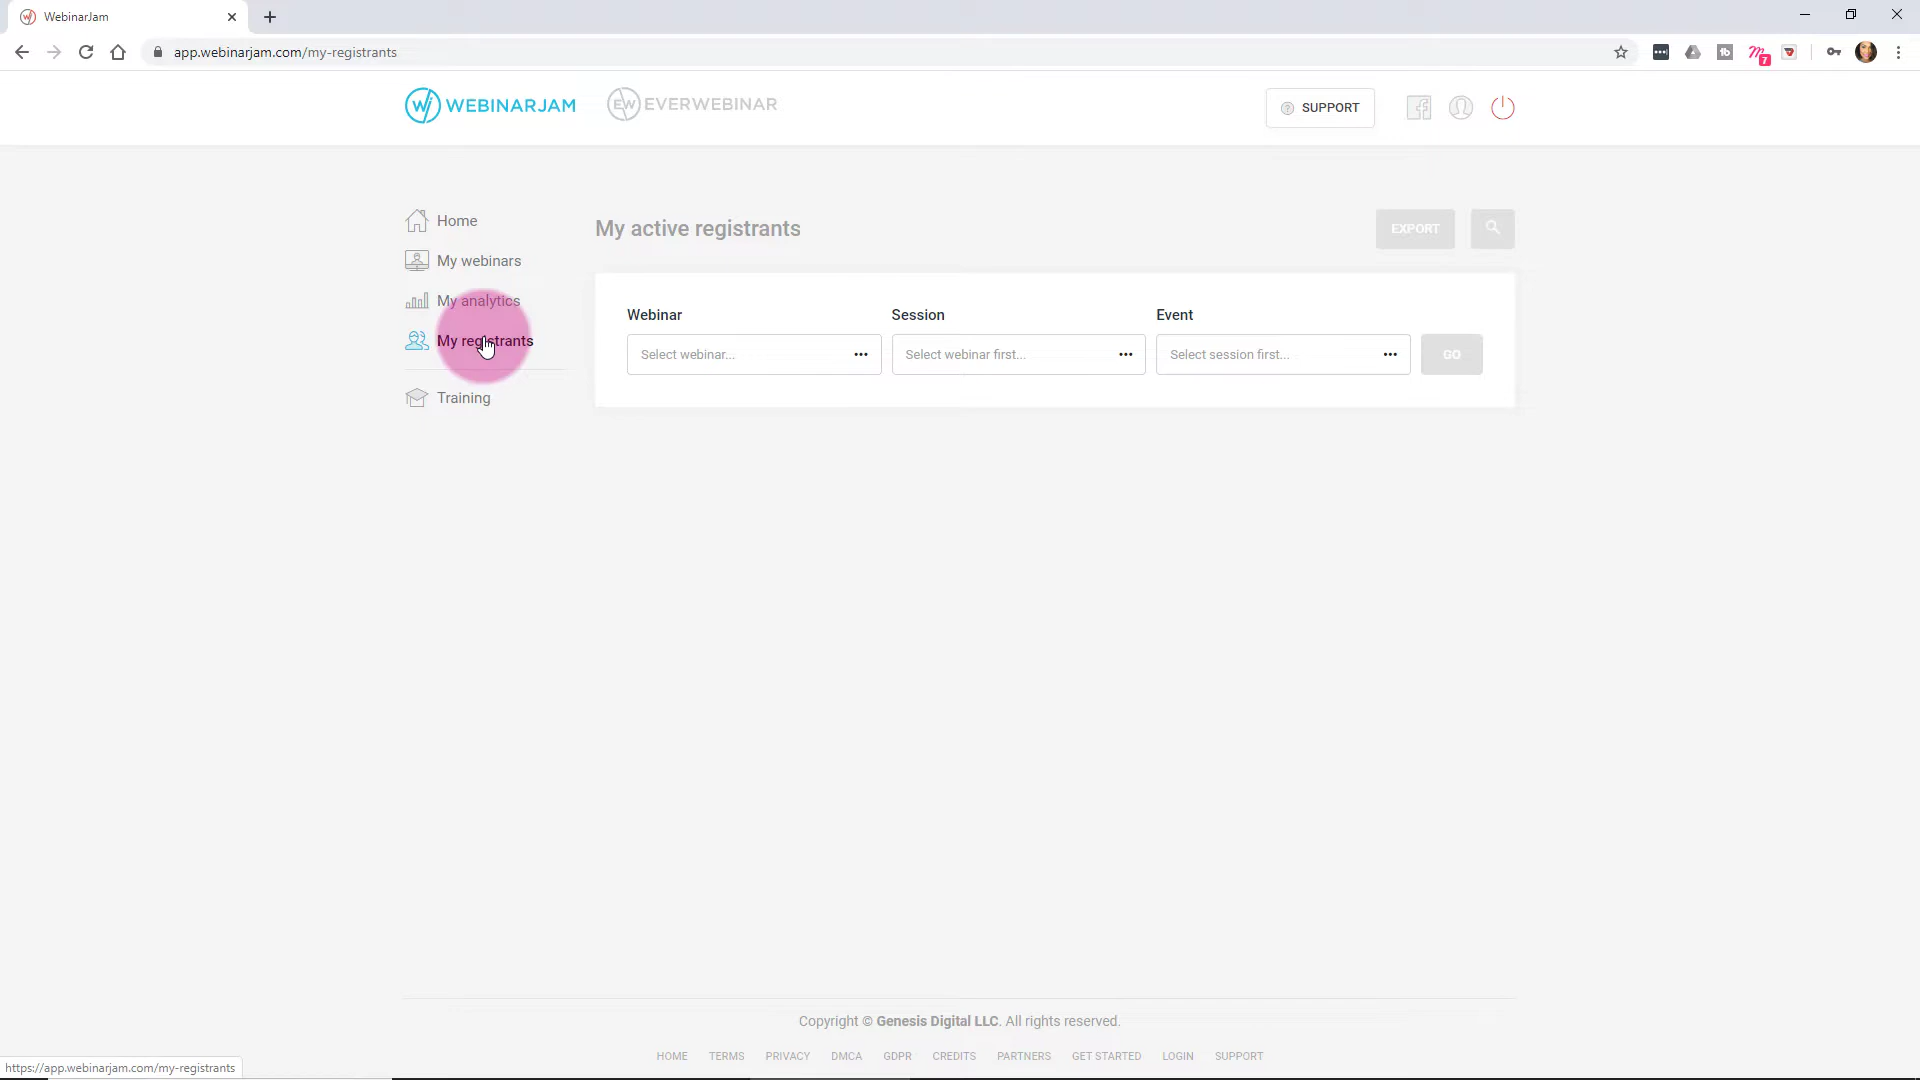 WebinarJam
app.webinarjam.com/my-registrants
7
WEBINARJAM
EW EVERWEBINAR
SUPPORT
Home
My webinars
My analytics
My registrants
Training
My active registrants
EXPORT
Webinar Session Event
Select webinar... Select webinar first... Select session first... GO
Copyright © Genesis Digital LLC. All rights reserved.
HOME TERMS PRIVACY DMCA GDPR CREDITS PARTNERS GET STARTED LOGIN SUPPORT
https://app.webinarjam.com/my-registrants